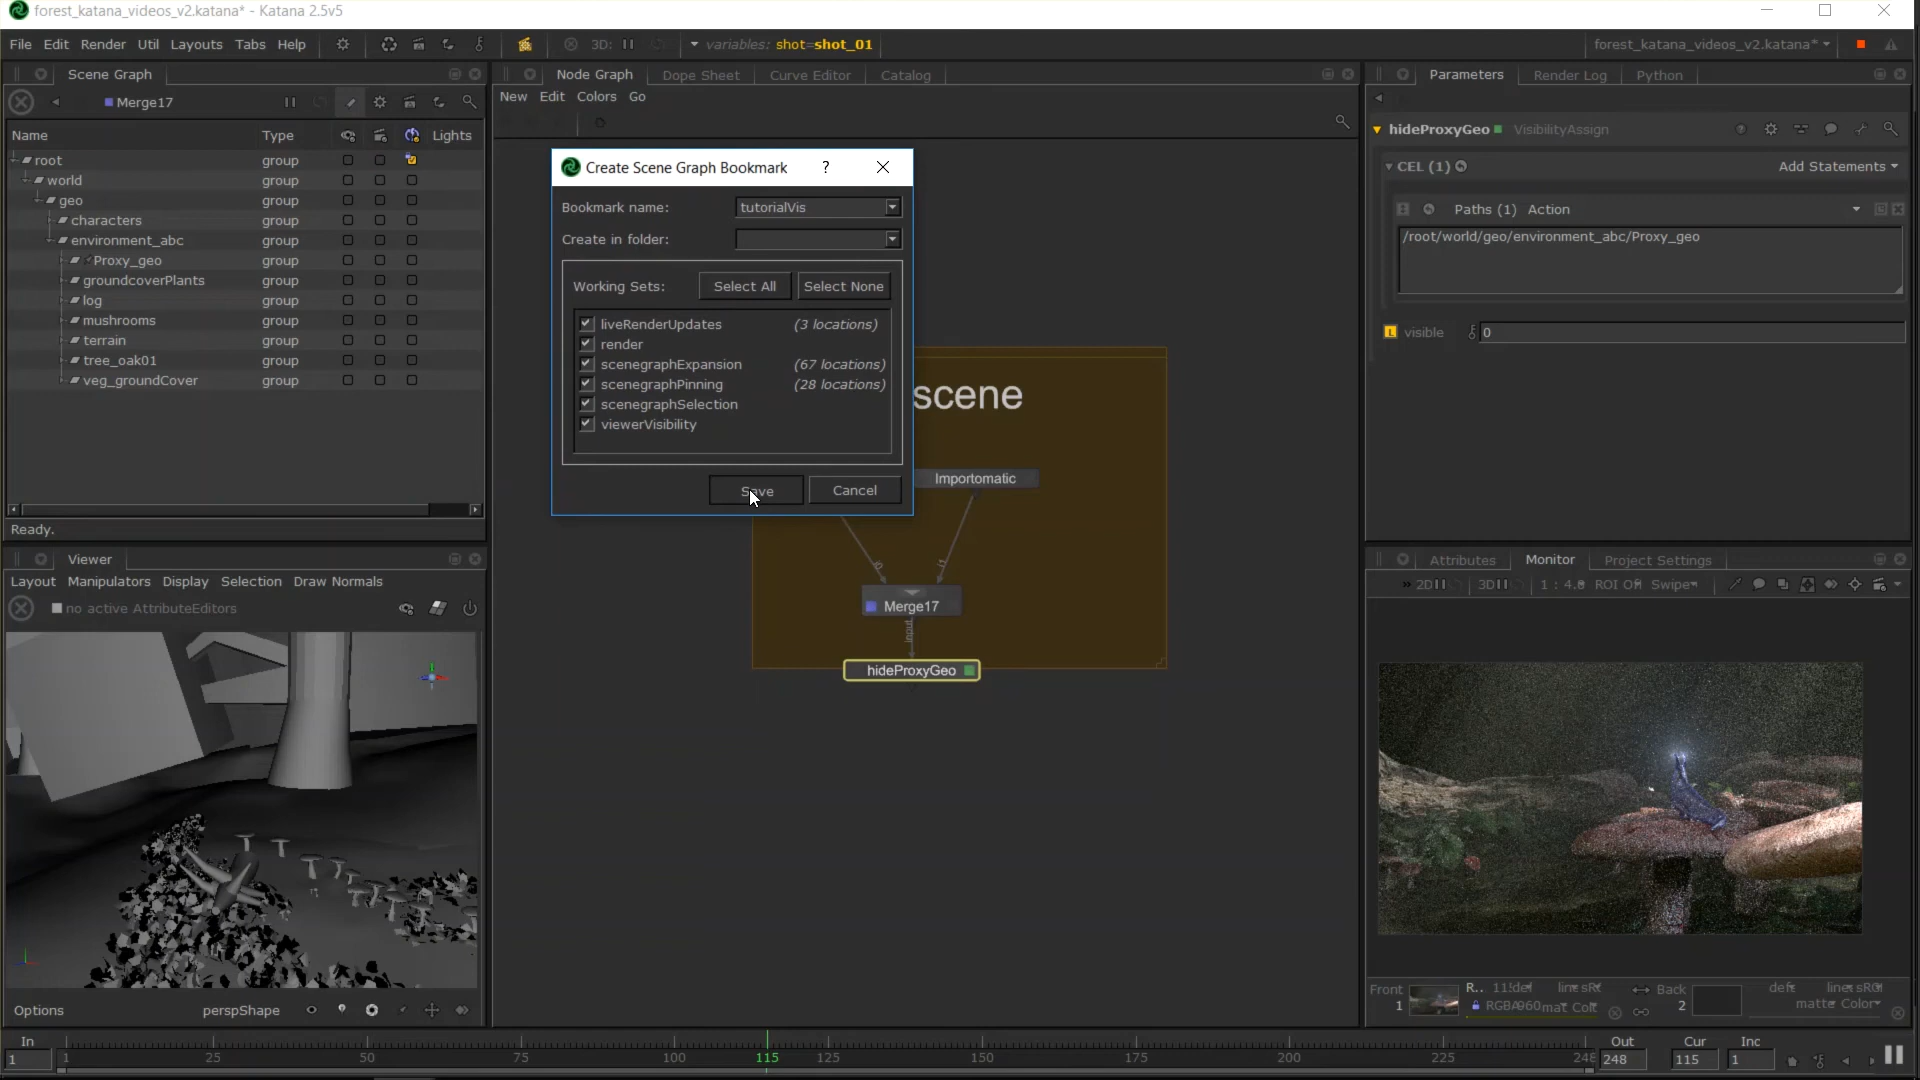 forest_katana_videos_v2.katana* - Katana 2.5v5
File Edit Render Util Layouts Tabs Help 3D: variables: shot=shot_01 forest_katana_videos_v2.katana*
Scene Graph
Merge17
Name Type Lights
root group
world group
geo group
characters group
environment_abc group
Proxy_geo group
groundcoverPlants group
log group
mushrooms group
terrain group
tree_oak01 group
veg_groundCover group
Ready.
Viewer
Layout Manipulators Display Selection Draw Normals
no active AttributeEditors
Options perspShape
Node Graph Dope Sheet Curve Editor Catalog
New Edit Colors Go
Create Scene Graph Bookmark ?
Bookmark name: tutorialVis
Create in folder:
Working Sets: Select All Select None
liveRenderUpdates (3 locations)
render
scenegraphExpansion (67 locations)
scenegraphPinning (28 locations)
scenegraphSelection
viewerVisibility
Save Cancel
scene
Importomatic
Merge17
input
hideProxyGeo
Parameters Render Log Python
hideProxyGeo VisibilityAssign
CEL (1) Add Statements
Paths (1) Action
/root/world/geo/environment_abc/Proxy_geo
visible 0
Attributes Monitor Project Settings
2D 3D 1 : 4.8 ROI Off Swipe
Front 1 Back 2
In Out Cur Inc
1 1 25 50 75 100 115 125 150 175 200 225 248 248 115 1